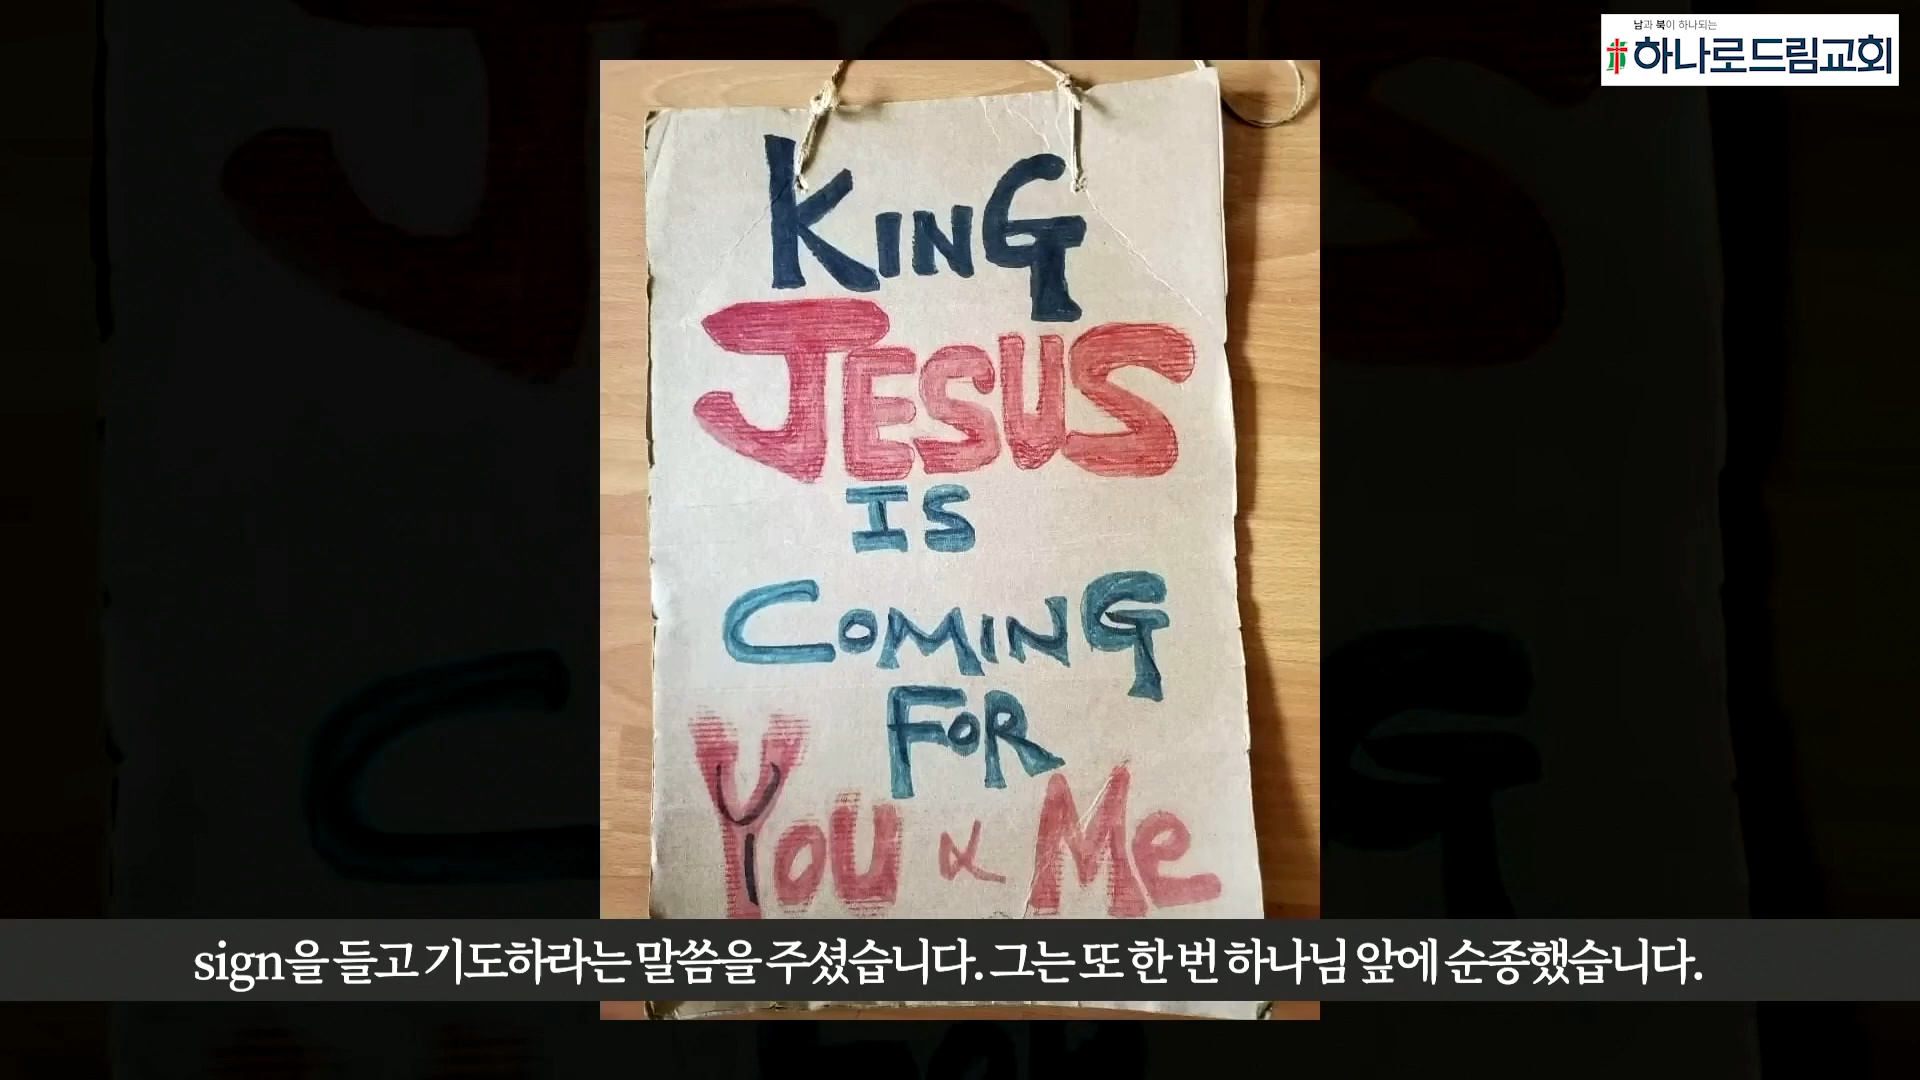 남과 북이 하나되는
하나로드림교회
KING
JESUS
IS
COMING
FOR
YOU & Me
sign을 들고 기도하라는 말씀을 주셨습니다. 그는 또 한 번 하나님 앞에 순종했습니다.